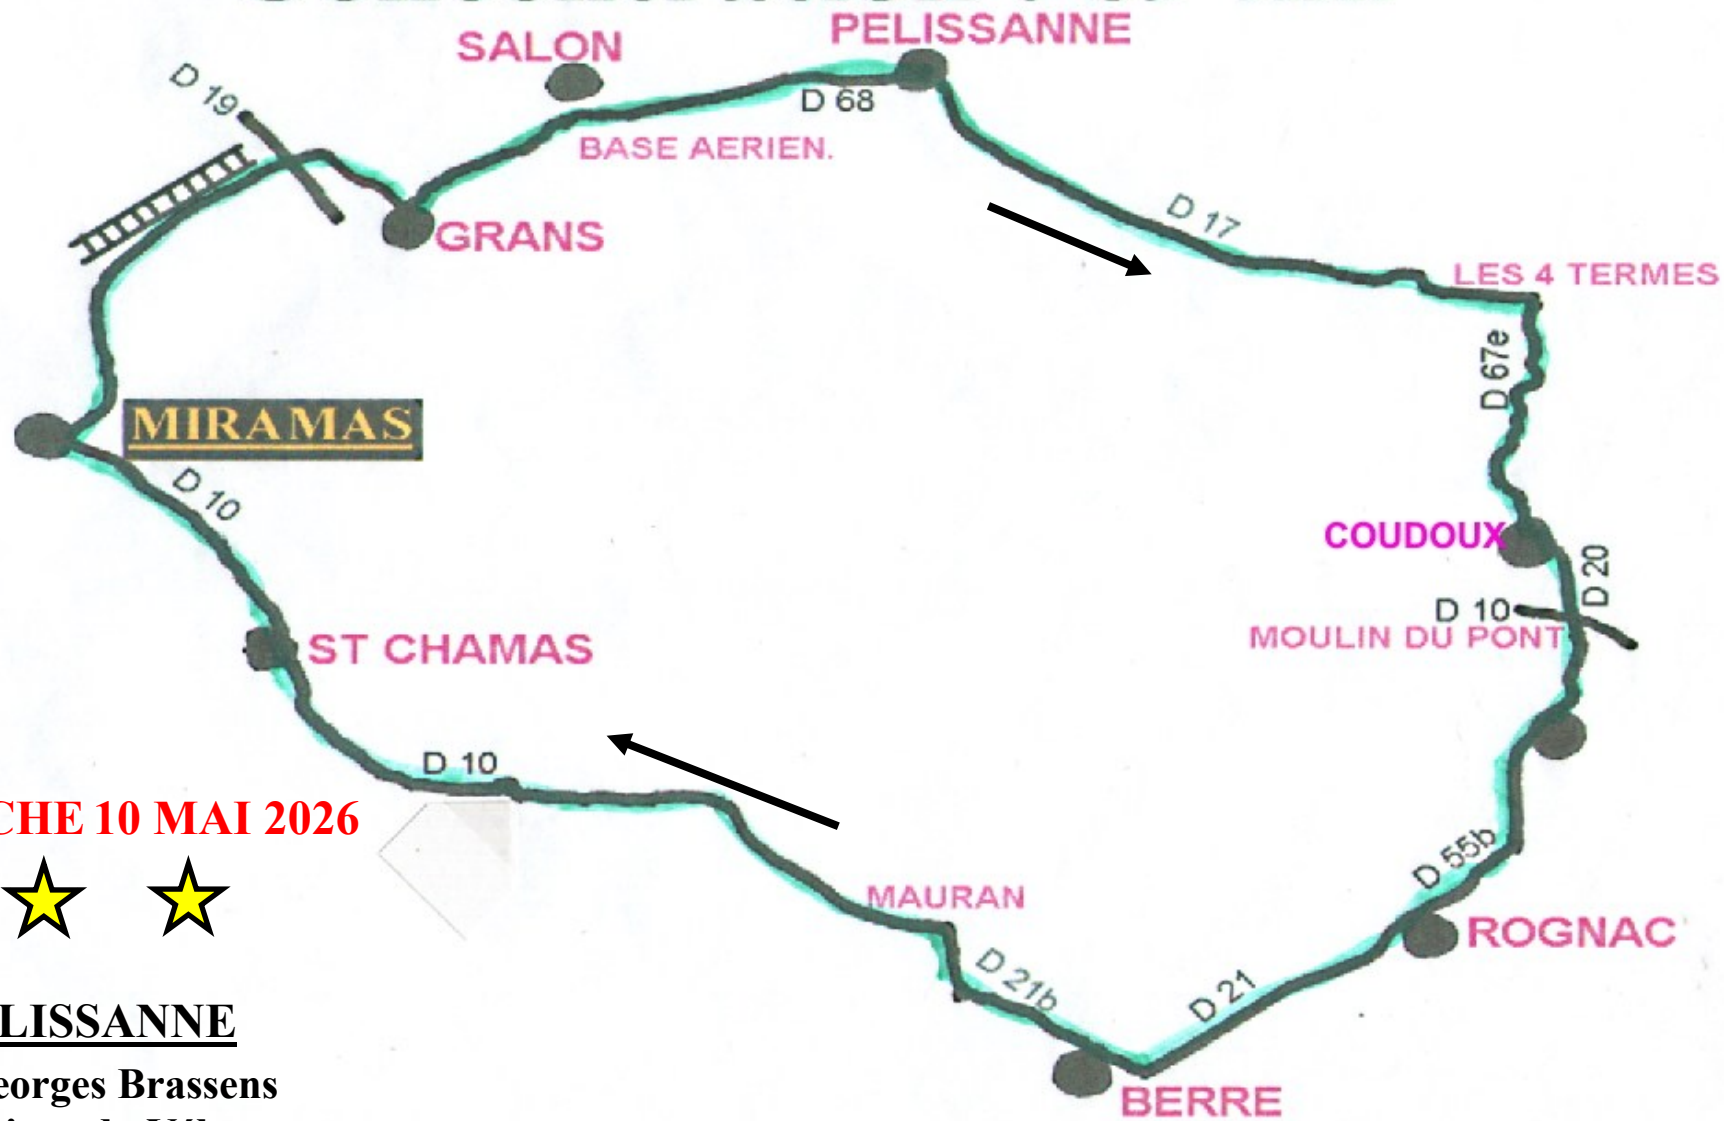 PELISSANNE
SALON
D 19
D 68
BASE AERIEN.
GRANS
D 17
LES 4 TERMES
D 67e
MIRAMAS
D 10
COUDOUX
D 20
D 10
MOULIN DU PONT
ST CHAMAS
D 10
CHE 10 MAI 2026
D 55b
MAURAN
ROGNAC
D 21b
D 21
LISSANNE
eorges Brassens
BERRE